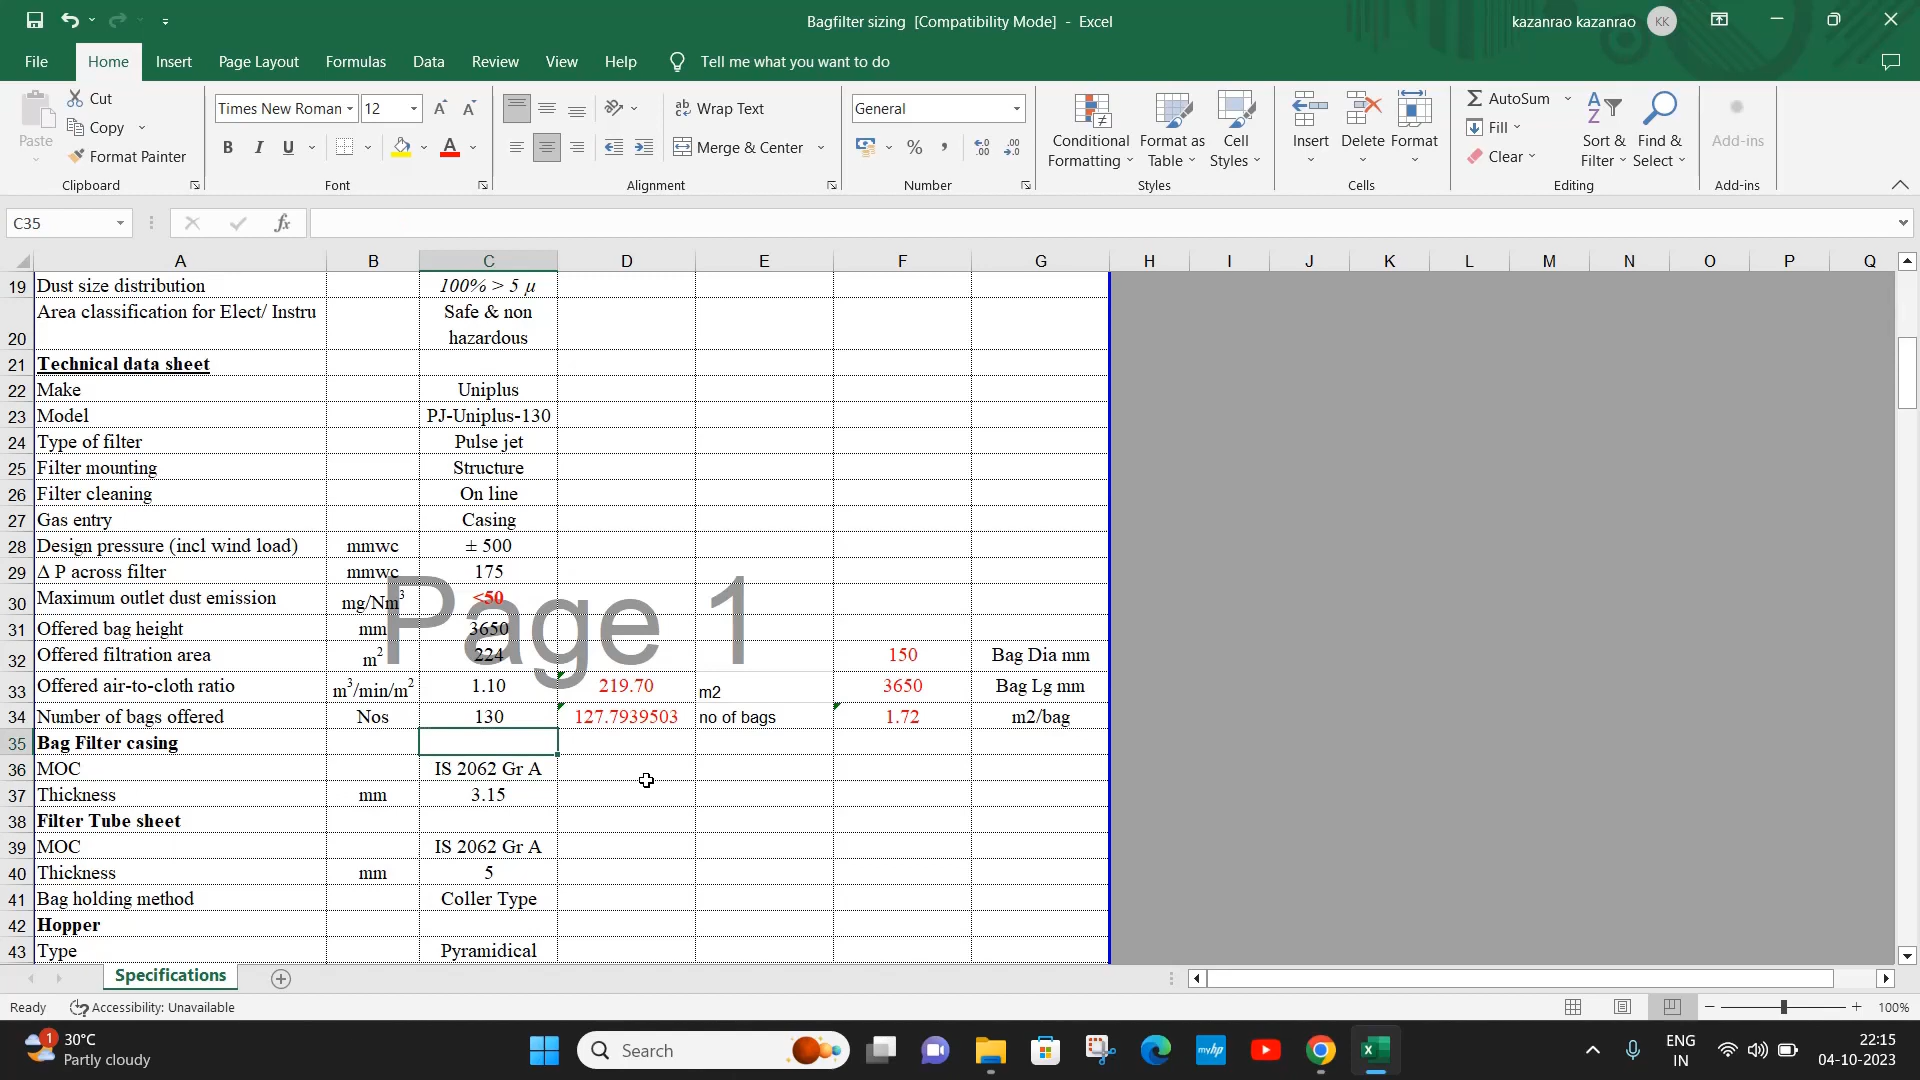 Bagfilter sizing [Compatibility Mode] - Excel
kazanrao kazanrao KK
File Home Insert Page Layout Formulas Data Review View Help Tell me what you want to do
Paste Cut Copy Format Painter Clipboard
Times New Roman 12 A A B I U A Font
ab Wrap Text Merge & Center Alignment
General % , Number
Conditional Formatting Format as Table Cell Styles Styles
Insert Delete Format Cells
AutoSum Fill Clear Sort & Filter Find & Select Editing
Add-ins Add-ins
C35 fx
A B C D E F G H I J K L M N O P Q
19 Dust size distribution 100% > 5 µ
20 Area classification for Elect/ Instru Safe & non hazardous
21 Technical data sheet
22 Make Uniplus
23 Model PJ-Uniplus-130
24 Type of filter Pulse jet
25 Filter mounting Structure
26 Filter cleaning On line
27 Gas entry Casing
28 Design pressure (incl wind load) mmwc ± 500
29 Δ P across filter mmwc 175
30 Maximum outlet dust emission mg/Nm3 <50
Page 1
31 Offered bag height mm 3650
32 Offered filtration area m2 224 150 Bag Dia mm
33 Offered air-to-cloth ratio m3/min/m2 1.10 219.70 m2 3650 Bag Lg mm
34 Number of bags offered Nos 130 127.7939503 no of bags 1.72 m2/bag
35 Bag Filter casing
36 MOC IS 2062 Gr A
37 Thickness mm 3.15
38 Filter Tube sheet
39 MOC IS 2062 Gr A
40 Thickness mm 5
41 Bag holding method Coller Type
42 Hopper
43 Type Pyramidical
Specifications
Ready Accessibility: Unavailable 100%
1 30°C
Partly cloudy
Search
myhp
ENG
IN
22:15
04-10-2023